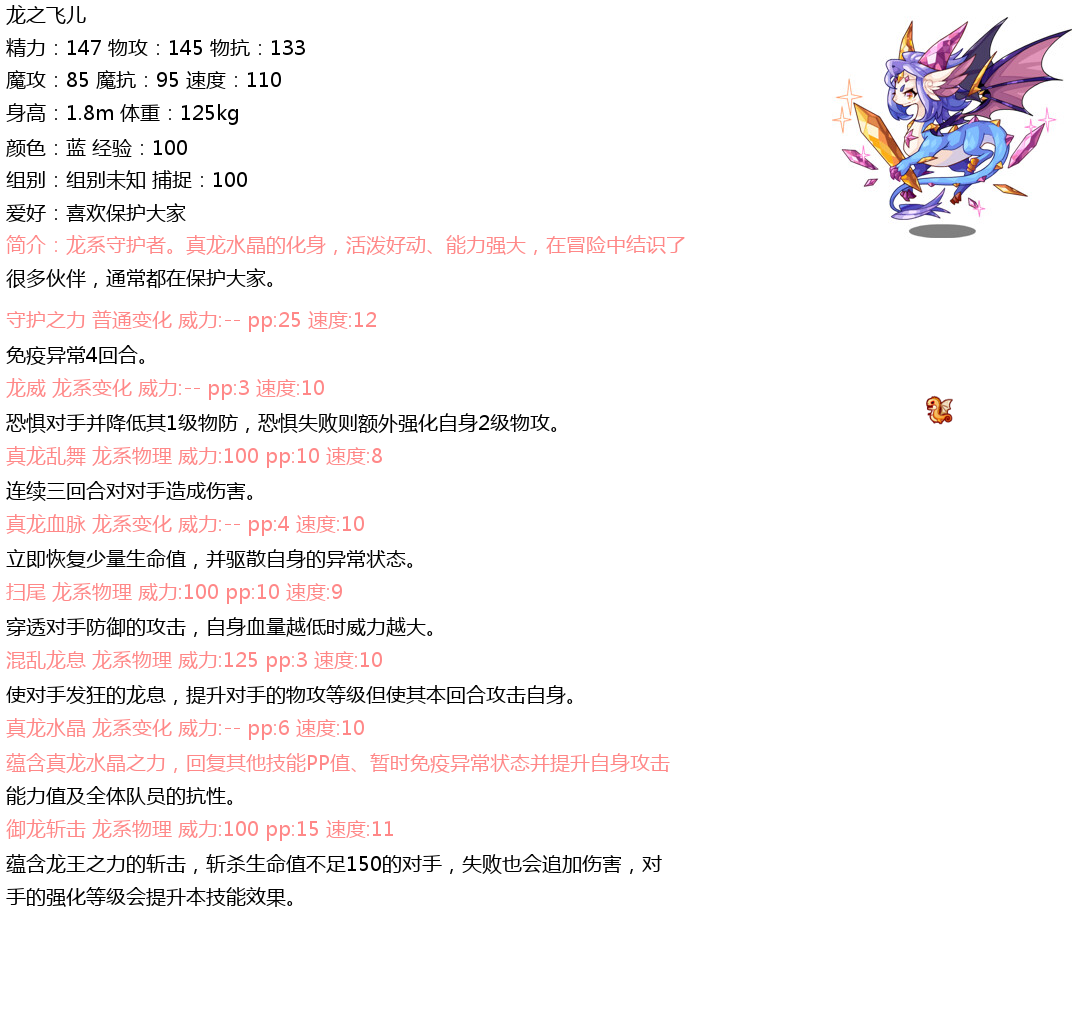 龙之飞儿
精力：147 物攻：145 物抗：133
魔攻：85 魔抗：95 速度：110
身高：1.8m 体重：125kg
颜色：蓝 经验：100
组别：组别未知 捕捉：100
爱好：喜欢保护大家
简介：龙系守护者。真龙水晶的化身，活泼好动、能力强大，在冒险中结识了
很多伙伴，通常都在保护大家。
守护之力 普通变化 威力:-- pp:25 速度:12
免疫异常4回合。
龙威 龙系变化 威力:-- pp:3 速度:10
恐惧对手并降低其1级物防，恐惧失败则额外强化自身2级物攻。
真龙乱舞 龙系物理 威力:100 pp:10 速度:8
连续三回合对对手造成伤害。
真龙血脉 龙系变化 威力:-- pp:4 速度:10
立即恢复少量生命值，并驱散自身的异常状态。
扫尾 龙系物理 威力:100 pp:10 速度:9
穿透对手防御的攻击，自身血量越低时威力越大。
混乱龙息 龙系物理 威力:125 pp:3 速度:10
使对手发狂的龙息，提升对手的物攻等级但使其本回合攻击自身。
真龙水晶 龙系变化 威力:-- pp:6 速度:10
蕴含真龙水晶之力，回复其他技能PP值、暂时免疫异常状态并提升自身攻击
能力值及全体队员的抗性。
御龙斩击 龙系物理 威力:100 pp:15 速度:11
蕴含龙王之力的斩击，斩杀生命值不足150的对手，失败也会追加伤害，对
手的强化等级会提升本技能效果。